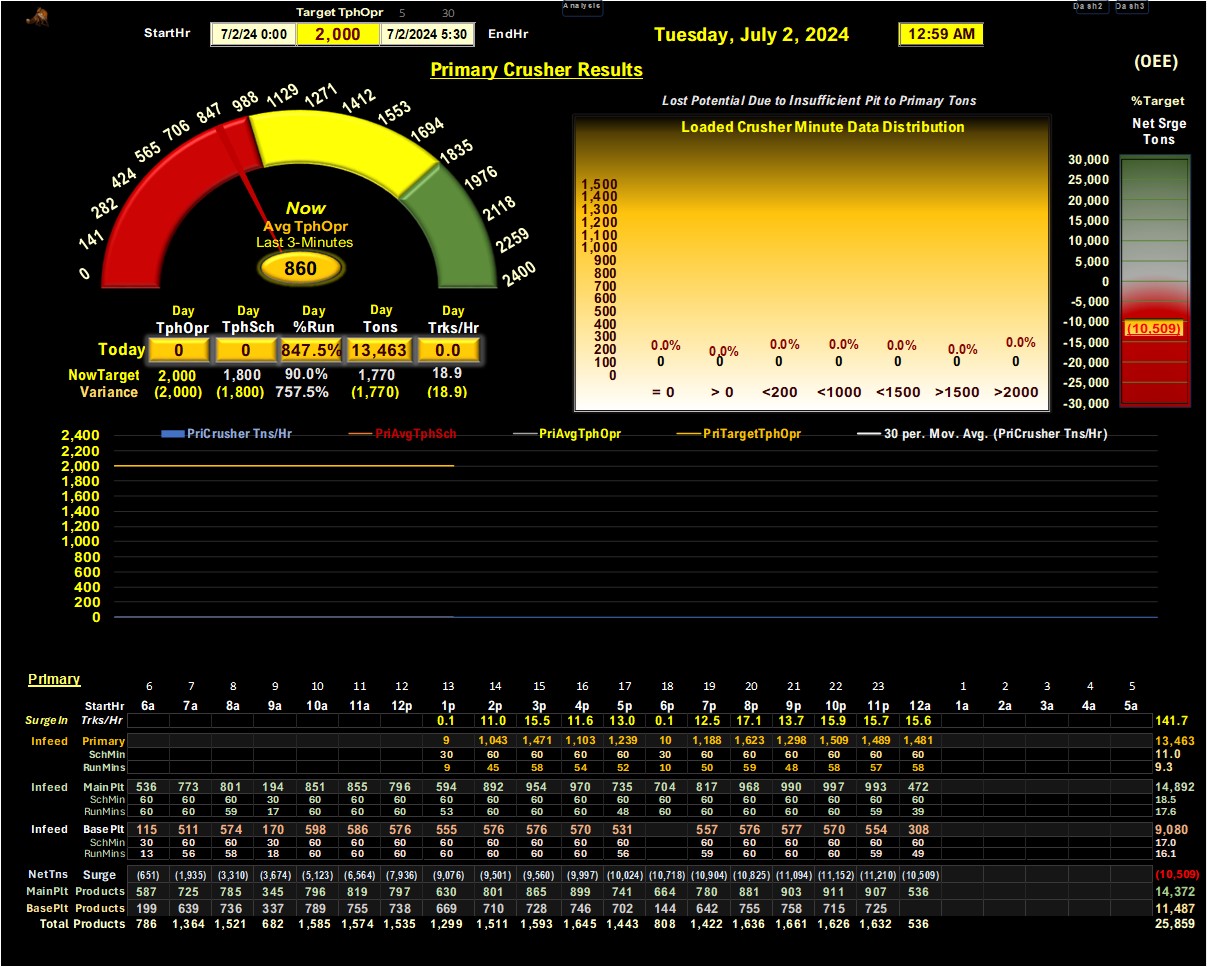 Analysis
Dash2 Dash3
Target TphOpr 5 30
StartHr 7/2/24 0:00 2,000 7/2/2024 5:30 EndHr
Tuesday, July 2, 2024
12:59 AM
(OEE)
Primary Crusher Results
0 141 282 424 565 706 847 988 1129 1271 1412 1553 1694 1835 1976 2118 2259 2400
Now
Avg TphOpr
Last 3-Minutes
860
Day Day Day Day Day
TphOpr TphSch %Run Tons Trks/Hr
Today 0 0 847.5% 13,463 0.0
NowTarget 2,000 1,800 90.0% 1,770 18.9
Variance (2,000) (1,800) 757.5% (1,770) (18.9)
Lost Potential Due to Insufficient Pit to Primary Tons
Loaded Crusher Minute Data Distribution
1,500
1,400
1,300
1,200
1,100
1,000
900
800
700
600
500
400
300
200
100
0
0.0% 0.0% 0.0% 0.0% 0.0% 0.0% 0.0%
0 0 0 0 0 0 0
= 0 > 0 <200 <1000 <1500 >1500 >2000
%Target
Net Srge
Tons
30,000
25,000
20,000
15,000
10,000
5,000
0
-5,000
-10,000
(10.509)
-15,000
-20,000
-25,000
-30,000
PriCrusher Tns/Hr PriAvgTphSch PriAvgTphOpr PriTargetTphOpr 30 per. Mov. Avg. (PriCrusher Tns/Hr)
2,400
2,200
2,000
1,800
1,600
1,400
1,200
1,000
800
600
400
200
0
Primary
6 7 8 9 10 11 12 13 14 15 16 17 18 19 20 21 22 23 1 2 3 4 5
StartHr 6a 7a 8a 9a 10a 11a 12p 1p 2p 3p 4p 5p 6p 7p 8p 9p 10p 11p 12a 1a 2a 3a 4a 5a
SurgeIn Trks/Hr 0.1 11.0 15.5 11.6 13.0 0.1 12.5 17.1 13.7 15.9 15.7 15.6 141.7
Infeed Primary 9 1,043 1,471 1,103 1,239 10 1,188 1,623 1,298 1,509 1,489 1,481 13,463
SchMin 30 60 60 60 60 30 60 60 60 60 60 60 11.0
RunMins 9 45 58 54 52 10 50 59 48 58 57 58 9.3
Infeed MainPlt 536 773 801 194 851 855 796 594 892 954 970 735 704 817 968 990 997 993 472 14,892
SchMin 60 60 60 30 60 60 60 60 60 60 60 60 60 60 60 60 60 60 60 18.5
RunMins 60 60 59 17 60 60 60 53 60 60 60 48 60 60 60 60 60 59 39 17.6
Infeed Base Plt 115 511 574 170 598 586 576 555 576 576 570 531 557 576 577 570 554 308 9,080
SchMin 30 60 60 30 60 60 60 60 60 60 60 60 60 60 60 60 60 60 17.0
RunMins 13 56 58 18 60 60 60 60 60 60 60 56 59 60 60 60 59 49 16.1
NetTns Surge (651) (1,935) (3,310) (3,674) (5,123) (6,564) (7,936) (9,076) (9,501) (9,560) (9,997) (10,024) (10,718) (10,904) (10,825) (11,094) (11,152) (11,210) (10,509) (10,509)
MainPlt Products 587 725 785 345 796 819 797 630 801 865 899 741 664 780 881 903 911 907 536 14,372
BasePlt Products 199 639 736 337 789 755 738 669 710 728 746 702 144 642 755 758 715 725 11,487
Total Products 786 1,364 1,521 682 1,585 1,574 1,535 1,299 1,511 1,593 1,645 1,443 808 1,422 1,636 1,661 1,626 1,632 536 25,859